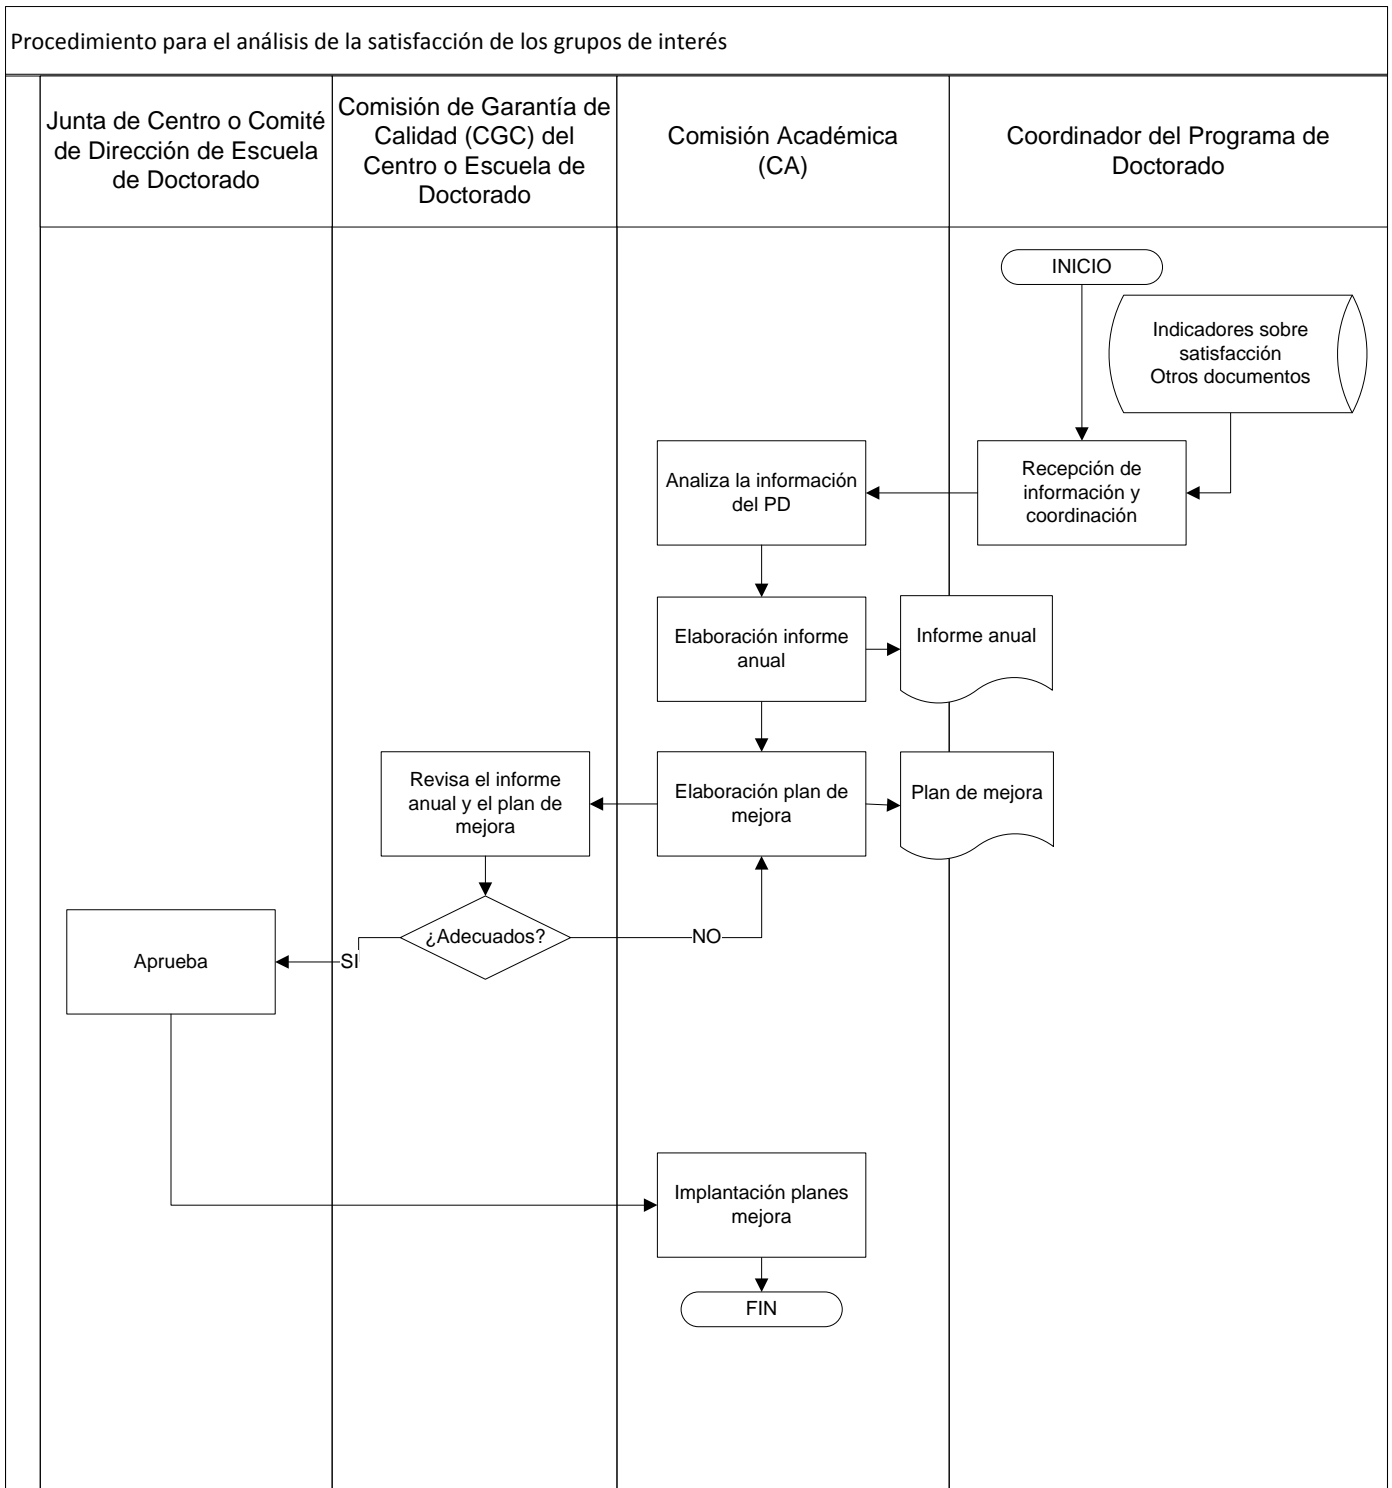 Procedimiento para el análisis de la satisfacción de los grupos de interés
Junta de Centro o Comité
de Dirección de Escuela
de Doctorado
Comisión de Garantía de
Calidad (CGC) del
Centro o Escuela de
Doctorado
Comisión Académica
(CA)
Coordinador del Programa de
Doctorado
INICIO
Indicadores sobre
satisfacción
Otros documentos
Analiza la información
del PD
Recepción de
información y
coordinación
Elaboración informe
anual
Informe anual
Revisa el informe
anual y el plan de
mejora
Elaboración plan de
mejora
Plan de mejora
¿Adecuados?
NO
SI
Aprueba
Implantación planes
mejora
FIN